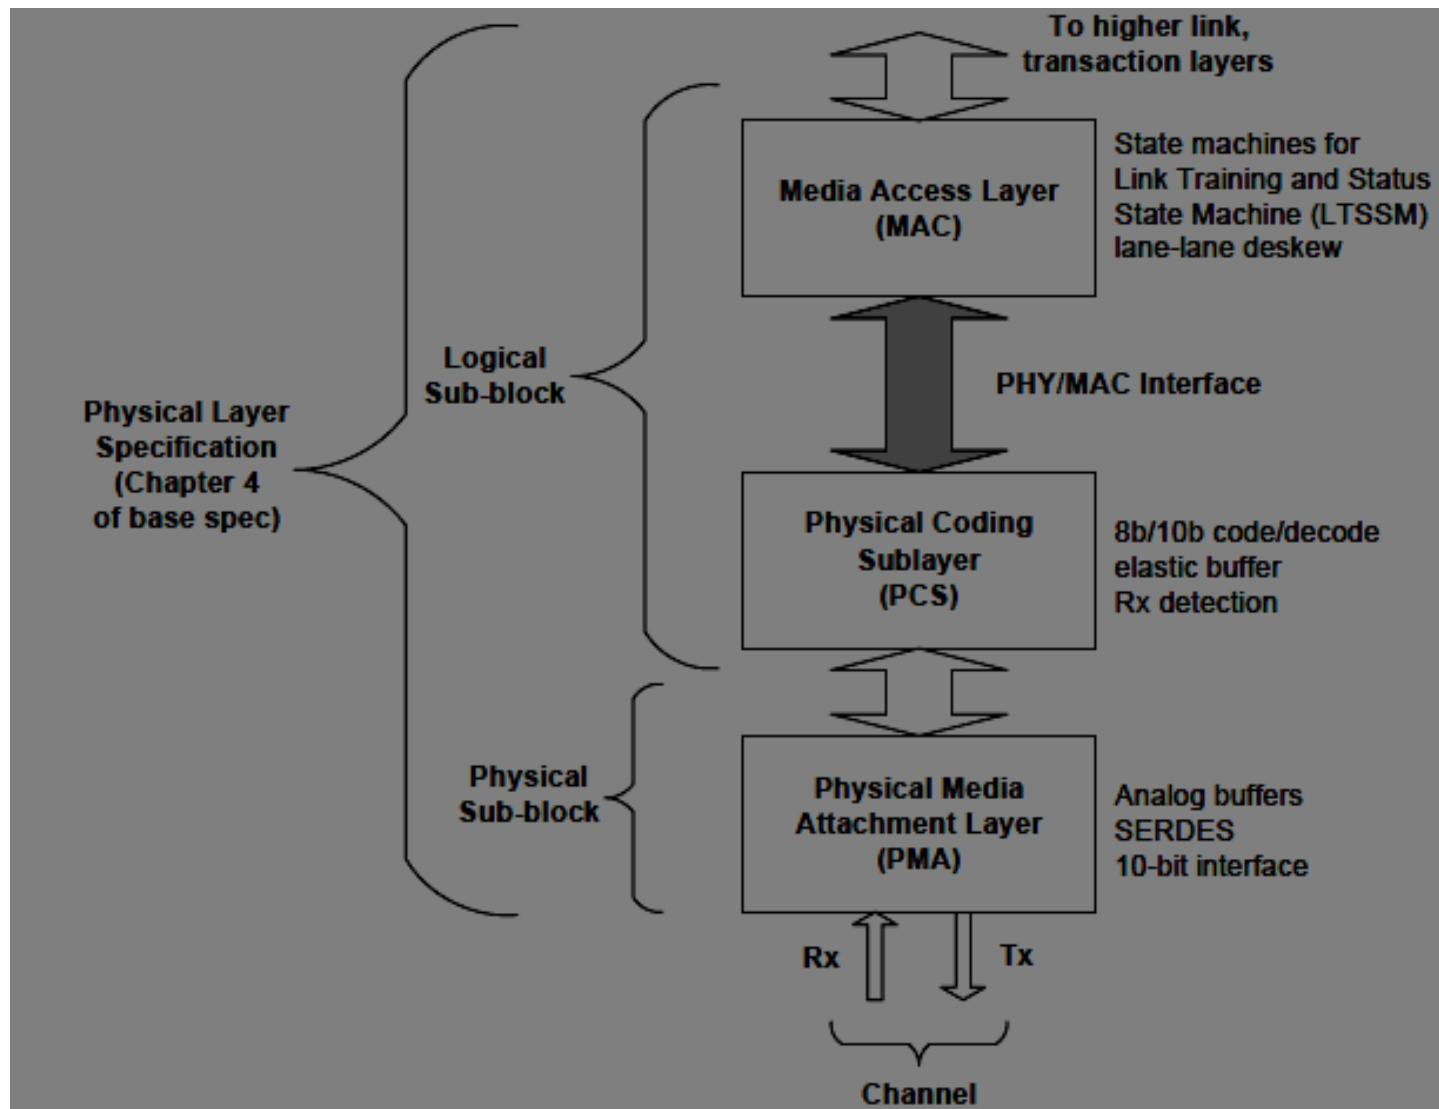 To higher link,
transaction layers
Media Access Layer
(MAC)
State machines for
Link Training and Status
State Machine (LTSSM)
lane-lane deskew
Logical
Sub-block
PHY/MAC Interface
Physical Layer
Specification
(Chapter 4
of base spec)
Physical Coding
Sublayer
(PCS)
8b/10b code/decode
elastic buffer
Rx detection
Physical
Sub-block
Physical Media
Attachment Layer
(PMA)
Analog buffers
SERDES
10-bit interface
Rx
Tx
Channel